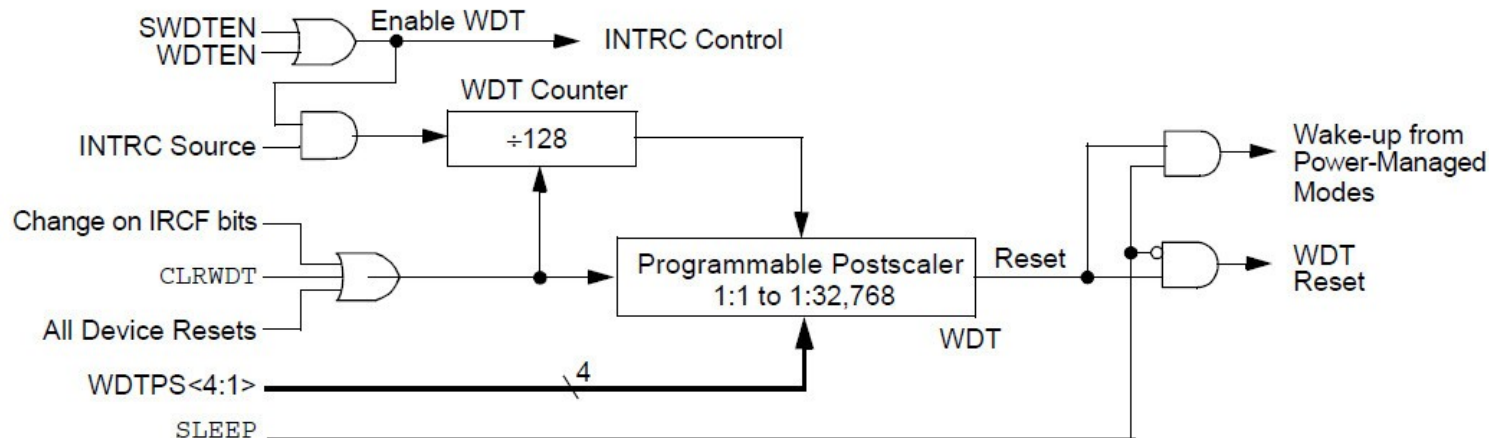 SWDTEN
WDTEN
Enable WDT
INTRC Control
WDT Counter
INTRC Source
÷128
Wake-up from
Power-Managed
Modes
Change on IRCF bits
CLRWDT
All Device Resets
Programmable Postscaler
1:1 to 1:32,768
Reset
WDT
WDT
Reset
WDTPS<4:1>
4
SLEEP